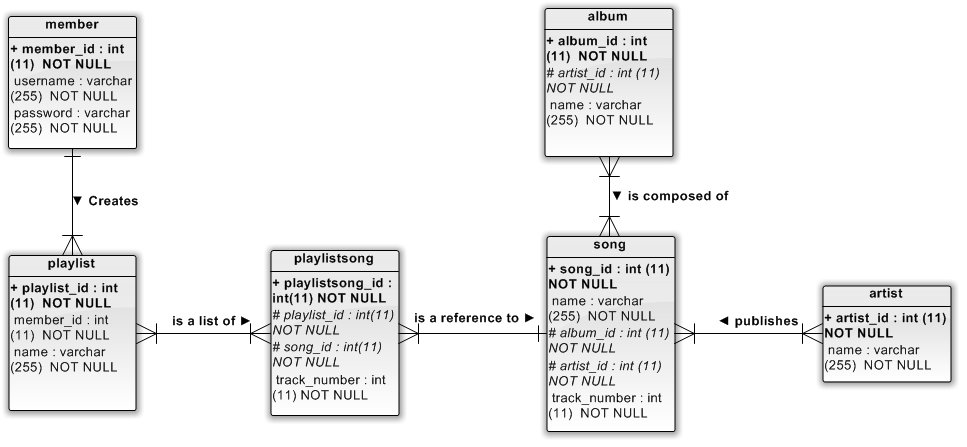 member
+ member_id : int
(11)  NOT NULL
username : varchar
(255)  NOT NULL
password : varchar
(255)  NOT NULL
album
+ album_id : int
(11)  NOT NULL
# artist_id : int (11)
NOT NULL
name : varchar
(255)  NOT NULL
▼ Creates
▼ is composed of
playlist
+ playlist_id : int
(11)  NOT NULL
member_id : int
(11)  NOT NULL
name : varchar
(255)  NOT NULL
is a list of ►
playlistsong
+ playlistsong_id :
int(11) NOT NULL
# playlist_id : int(11)
NOT NULL
# song_id : int(11)
NOT NULL
track_number : int
(11) NOT NULL
is a reference to ►
song
+ song_id : int (11)
NOT NULL
name : varchar
(255)  NOT NULL
# album_id : int (11)
NOT NULL
# artist_id : int (11)
NOT NULL
track_number : int
(11)  NOT NULL
◄ publishes
artist
+ artist_id : int (11)
NOT NULL
name : varchar
(255)  NOT NULL